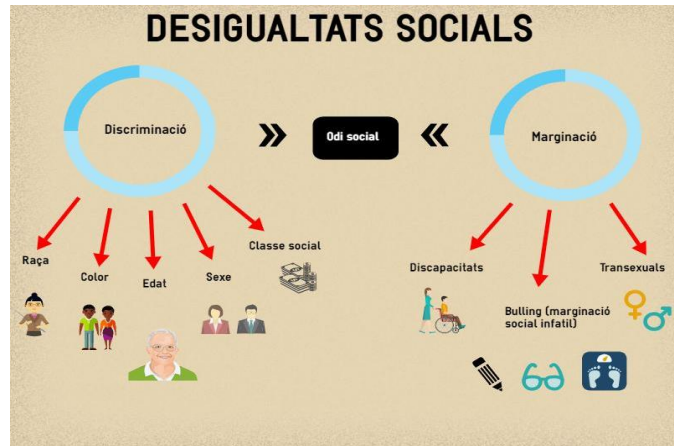 DESIGUALTATS SOCIALS
Discriminació
Odi social
Marginació
Raça
Color
Edat
Sexe
Classe social
Discapacitats
Bulling (marginació
social infatil)
Transexuals